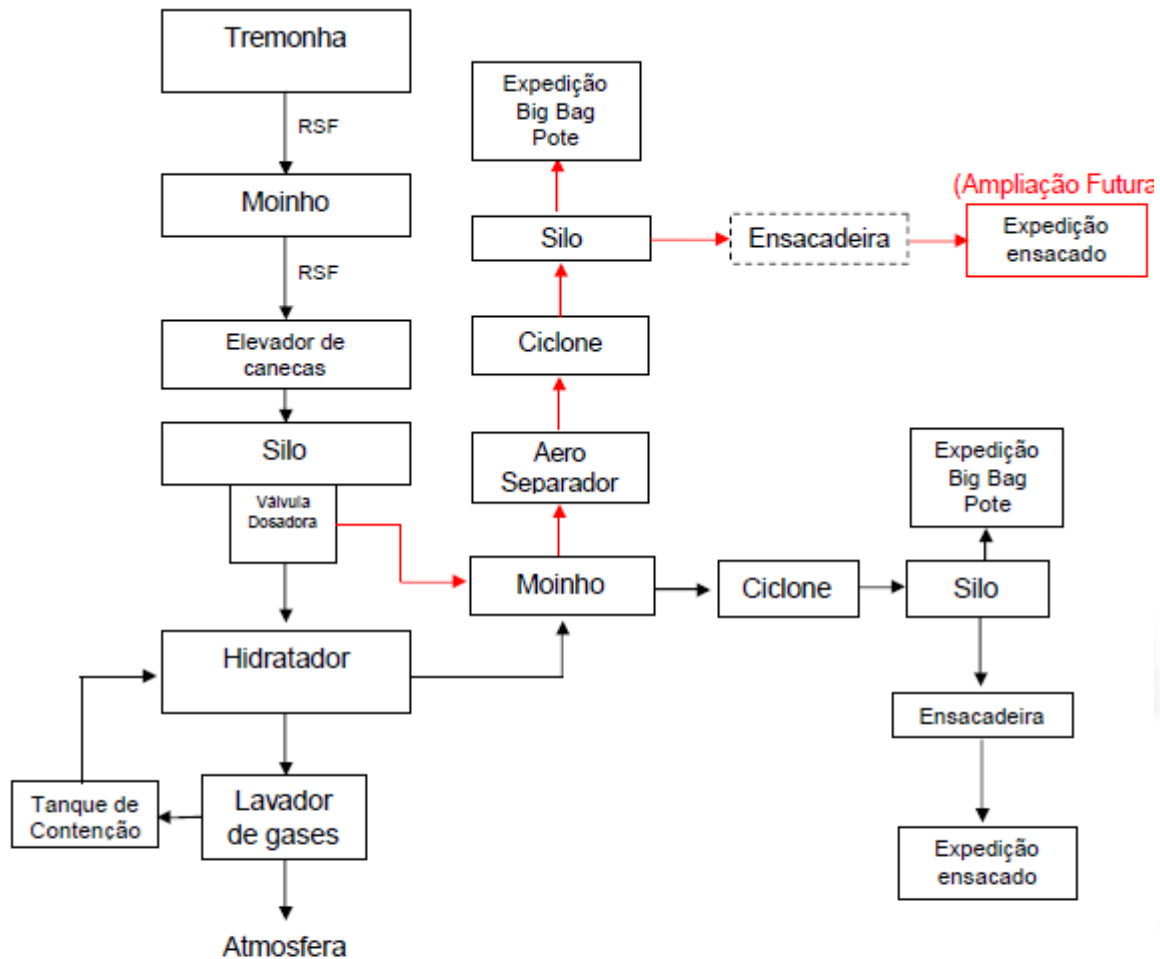 Tremonha
RSF
Moinho
RSF
Elevador de
canecas
Silo
Válvula
Dosadora
Hidratador
Tanque de
Contenção
Lavador
de gases
Atmosfera
Expedição
Big Bag
Pote
Silo
Ensacadeira
(Ampliação Futura
Expedição
ensacado
Ciclone
Aero
Separador
Moinho
Ciclone
Silo
Expedição
Big Bag
Pote
Ensacadeira
Expedição
ensacado